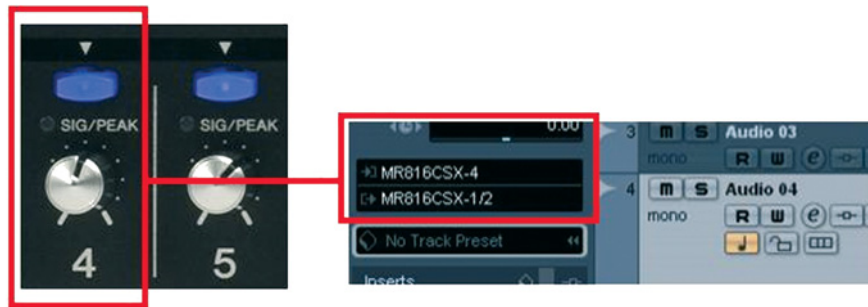 SIG/PEAK
SIG/PEAK
4
5
0.00
MR816CSX-4
MR816CSX-1/2
No Track Preset
Inserts
3
m S Audio 03
mono
R W e
4
m S Audio 04
mono
R W e